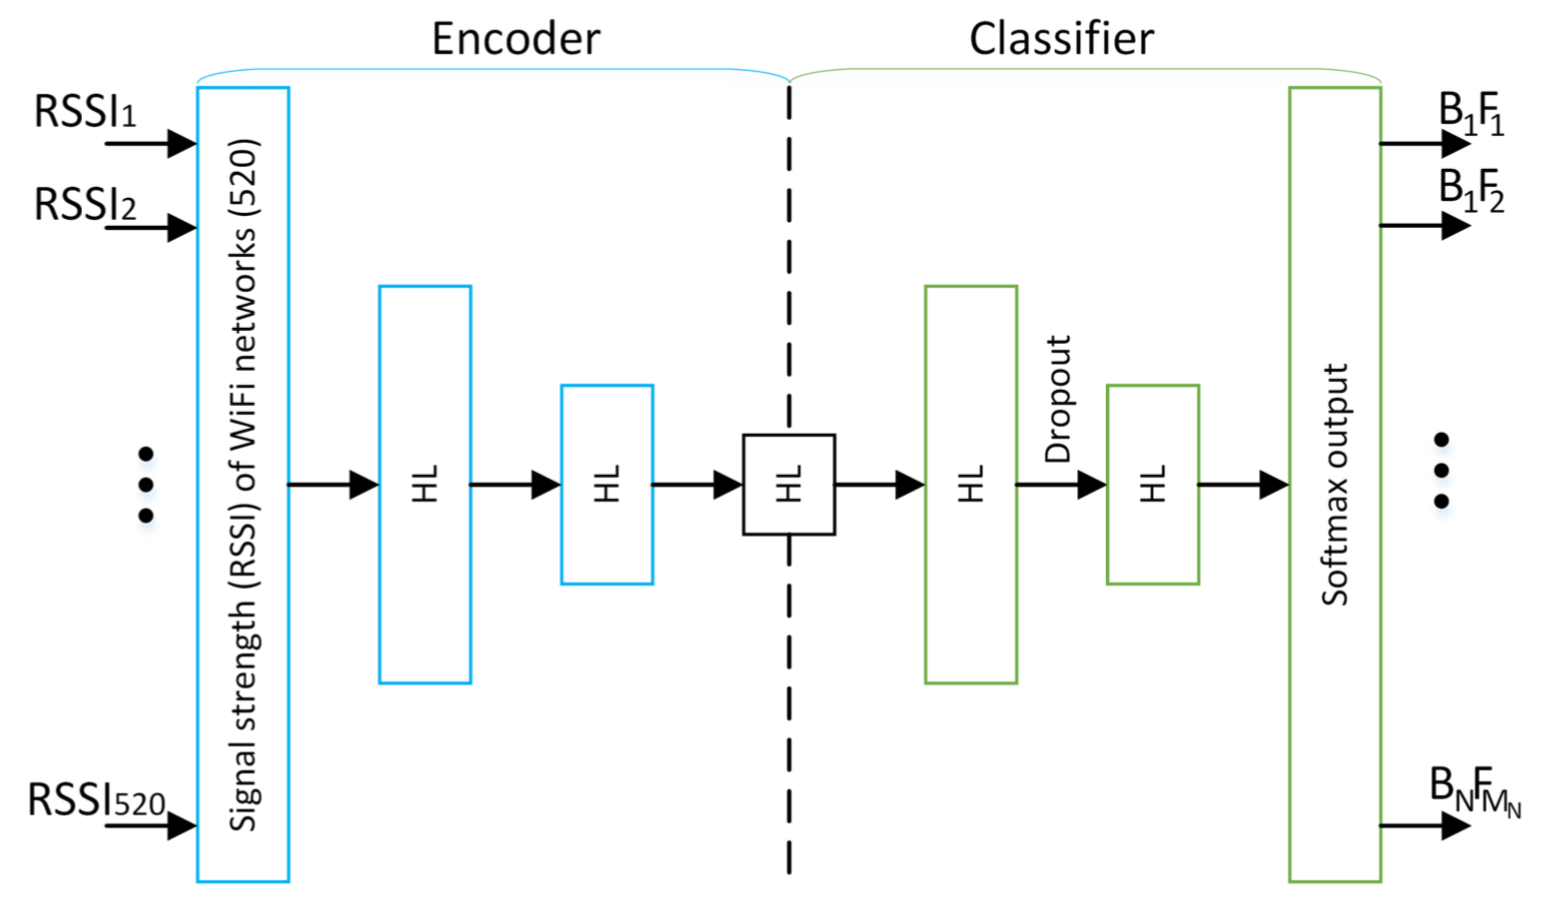 Encoder
Classifier
RSSI1
RSSI2
RSSI520
Signal strength (RSSI) of WiFi networks (520)
HL
HL
HL
HL
Dropout
HL
Softmax output
B1F1
B1F2
BNFMN